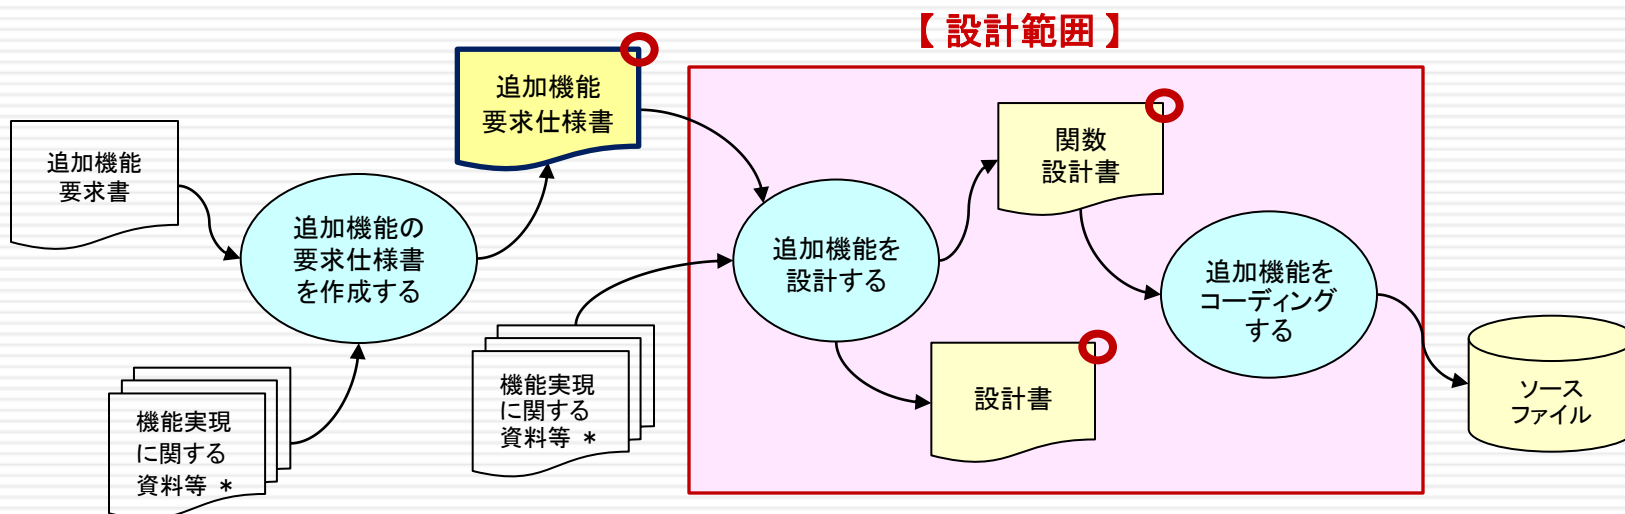 【 設計範囲 】
追加機能
要求仕様書
追加機能
要求書
追加機能の
要求仕様書
を作成する
機能実現
に関する
資料等 *
機能実現
に関する
資料等 *
追加機能を
設計する
関数
設計書
設計書
追加機能を
コーディング
する
ソース
ファイル